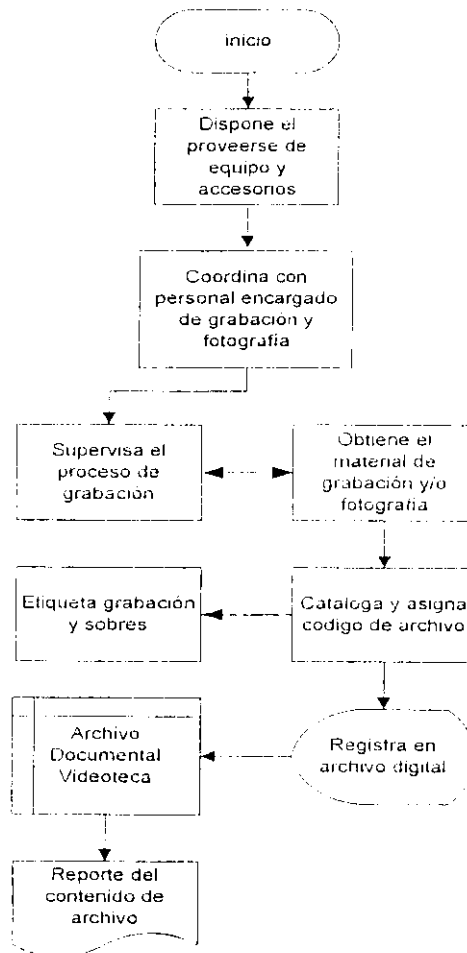 inicio
Dispone el
proveerse de
equipo y
accesorios
Coordina con
personal encargado
de grabación y
fotografía
Supervisa el
proceso de
grabación
Obtiene el
material de
grabación y/o
fotografía
Etiqueta grabación
y sobres
Cataloga y asigna
codigo de archivo
Archivo
Documental
Videoteca
Registra en
archivo digital
Reporte del
contenido de
archivo